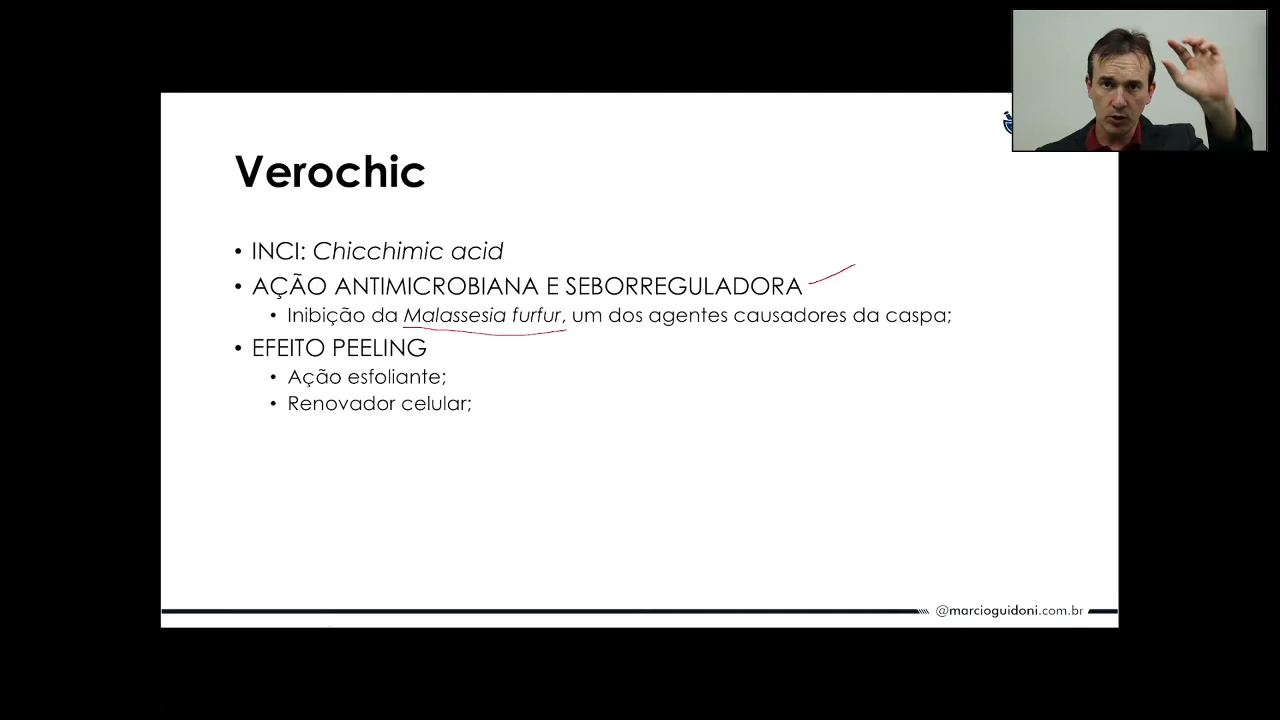 Verochic
• INCI: Chicchimic acid
• AÇÃO ANTIMICROBIANA E SEBORREGULADORA
• Inibição da Malassesia furfur, um dos agentes causadores da caspa;
• EFEITO PEELING
• Ação esfoliante;
• Renovador celular;
@marcioguidoni.com.br